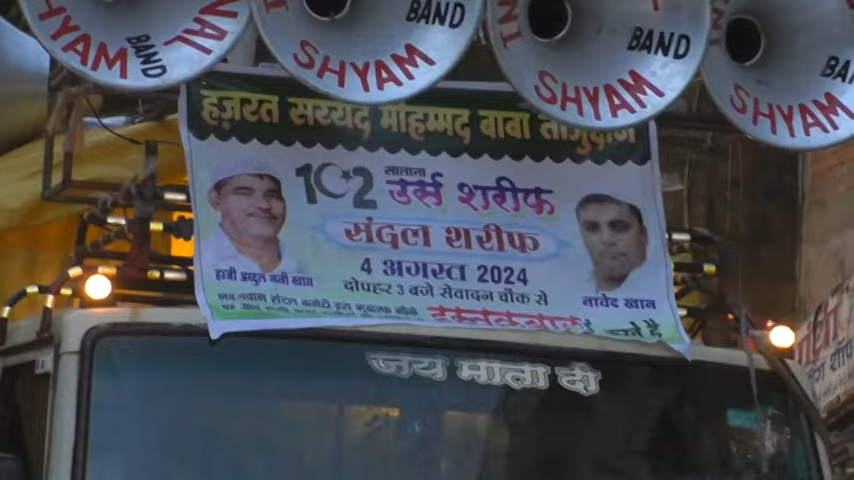 SHYAM BAND
SHYAM BAND
SHYAM BAND
SHYAM BAND
हज़रत सय्यद मोहम्मद बाबा ताजुद्दीन
102 सालाना
उर्स शरीफ
संदल शरीफ
4 अगस्त 2024
दोपहर 3 बजे सेवादन चौक से
हाजी अब्दुल गनी खान
नावेद खान
जय माता दी